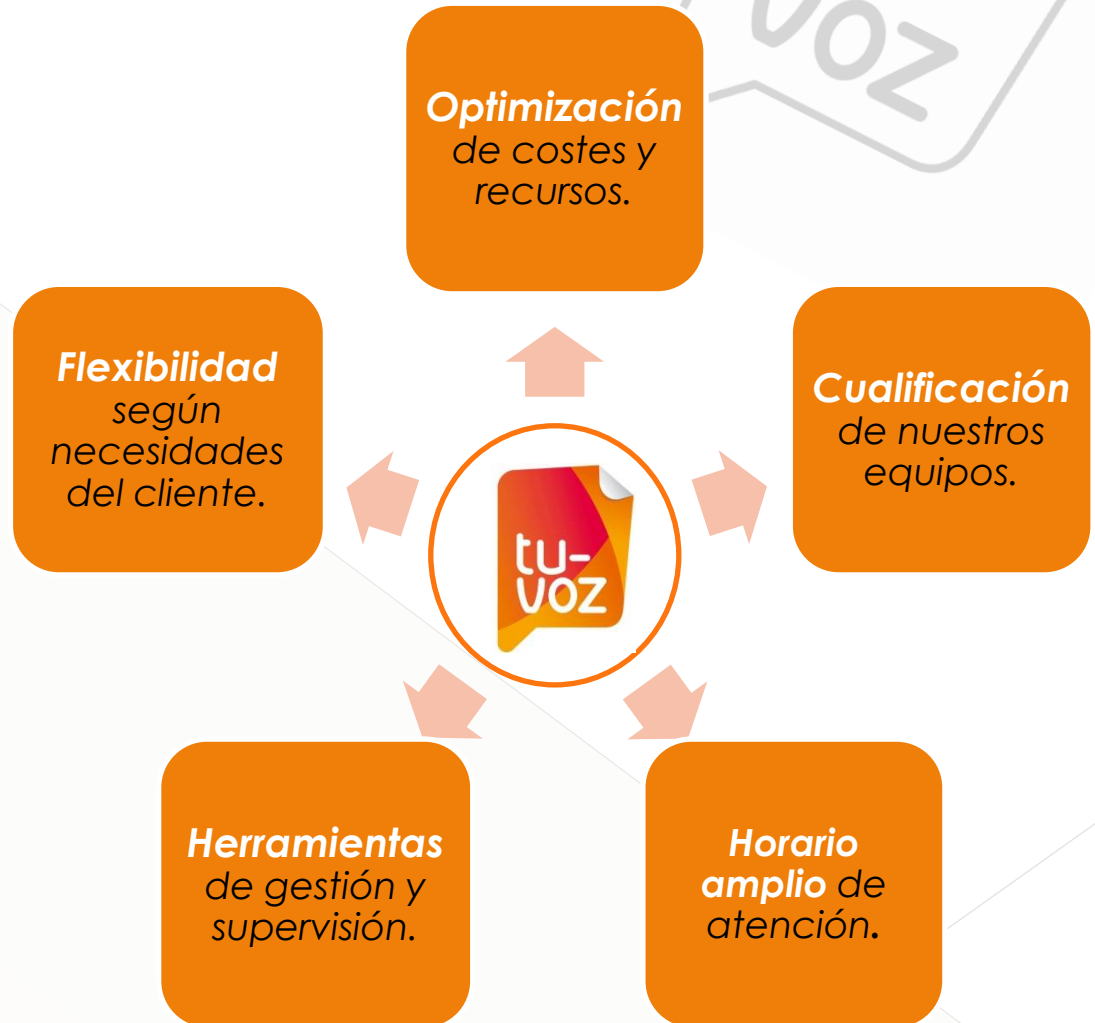 VOZ
Optimización
de costes y
recursos.
Flexibilidad
según
necesidades
del cliente.
Cualificación
de nuestros
equipos.
tu-
voz
Herramientas
de gestión y
supervisión.
Horario
amplio de
atención.